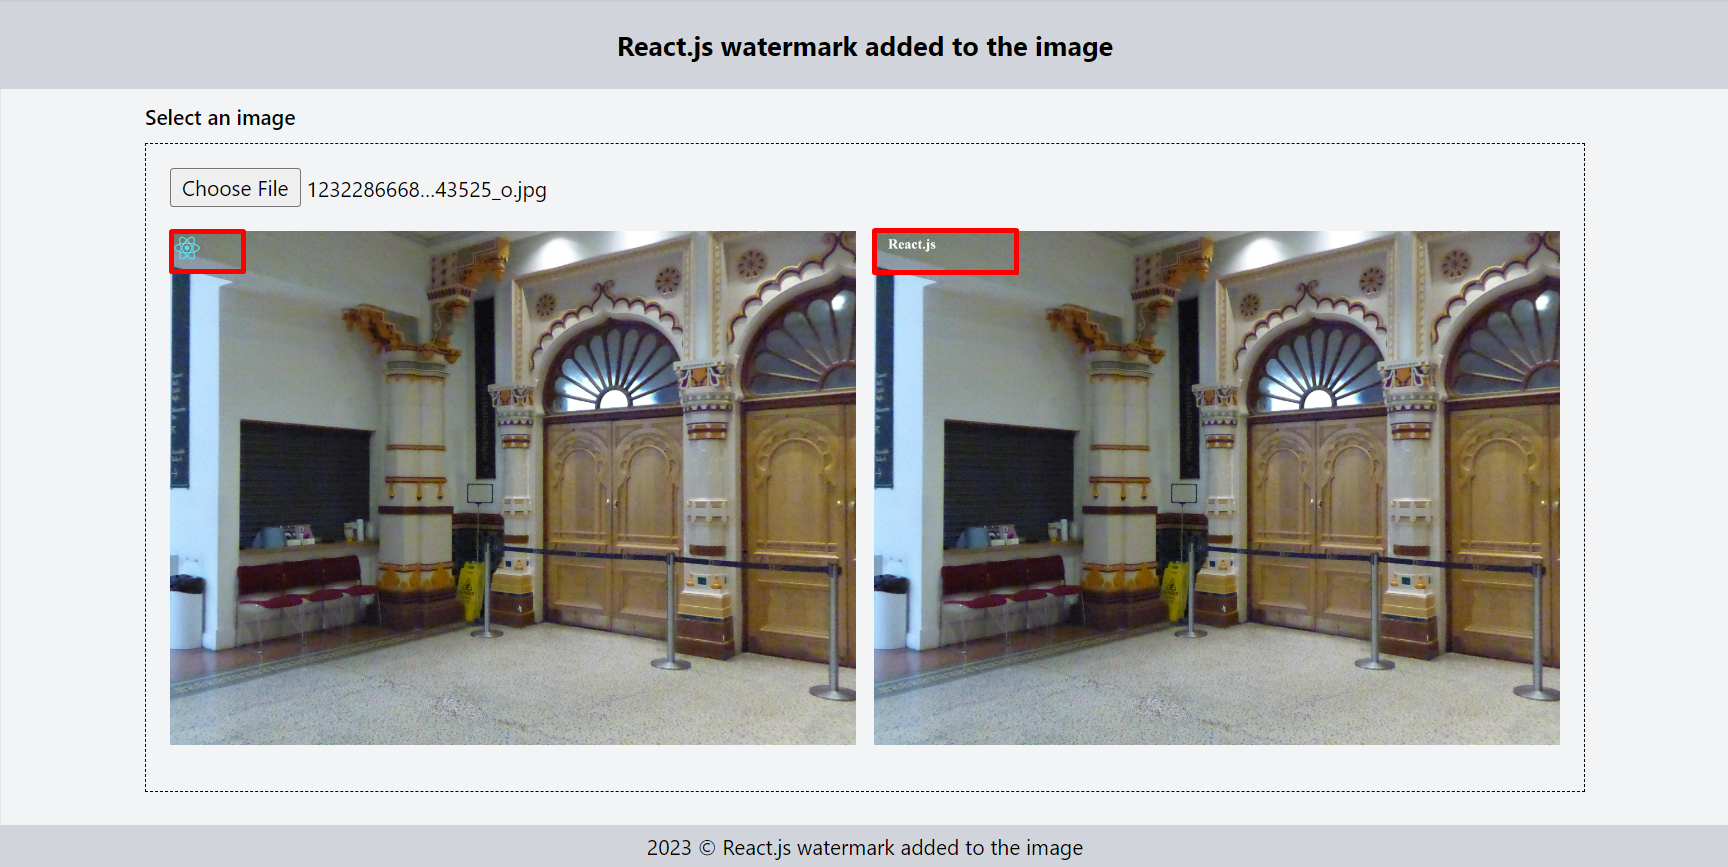 React.js watermark added to the image
Select an image
Choose File 1232286668...43525_o.jpg
React.js
2023 © React.js watermark added to the image